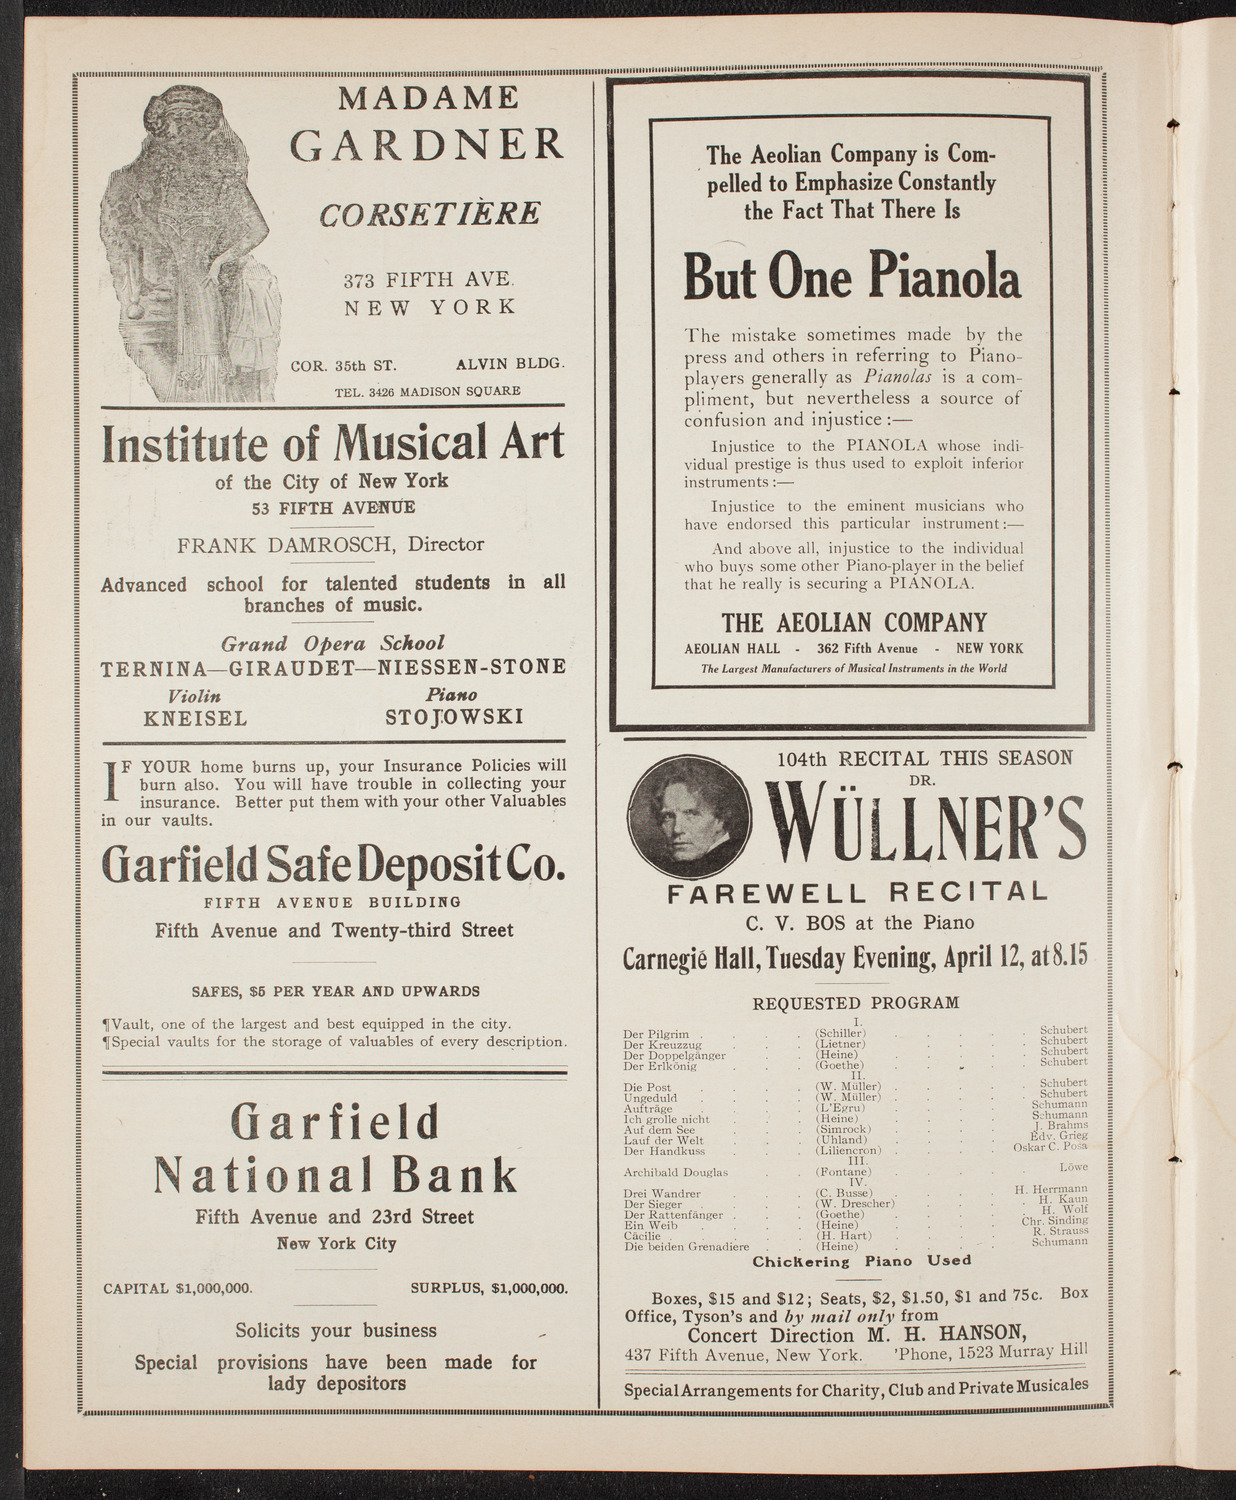 MADAME
GARDNER
CORSETIÈRE
373 FIFTH AVE.
NEW YORK
COR. 35th ST. ALVIN BLDG.
TEL. 3426 MADISON SQUARE
Institute of Musical Art
of the City of New York
53 FIFTH AVENUE
FRANK DAMROSCH, Director
Advanced school for talented students in all
branches of music.
Grand Opera School
TERNINA—GIRAUDET—NIESSEN-STONE
Violin Piano
KNEISEL STOJOWSKI
IF YOUR home burns up, your Insurance Policies will
burn also. You will have trouble in collecting your
insurance. Better put them with your other Valuables
in our vaults.
Garfield Safe Deposit Co.
FIFTH AVENUE BUILDING
Fifth Avenue and Twenty-third Street
SAFES, $5 PER YEAR AND UPWARDS
¶Vault, one of the largest and best equipped in the city.
¶Special vaults for the storage of valuables of every description.
Garfield
National Bank
Fifth Avenue and 23rd Street
New York City
CAPITAL $1,000,000. SURPLUS, $1,000,000.
Solicits your business
Special provisions have been made for
lady depositors
The Aeolian Company is Com-
pelled to Emphasize Constantly
the Fact That There Is
But One Pianola
The mistake sometimes made by the
press and others in referring to Piano-
players generally as Pianolas is a com-
pliment, but nevertheless a source of
confusion and injustice:—
Injustice to the PIANOLA whose indi-
vidual prestige is thus used to exploit inferior
instruments:—
Injustice to the eminent musicians who
have endorsed this particular instrument:—
And above all, injustice to the individual
who buys some other Piano-player in the belief
that he really is securing a PIANOLA.
THE AEOLIAN COMPANY
AEOLIAN HALL - 362 Fifth Avenue - NEW YORK
The Largest Manufacturers of Musical Instruments in the World
104th RECITAL THIS SEASON
DR.
WÜLLNER'S
FAREWELL RECITAL
C. V. BOS at the Piano
Carnegie Hall, Tuesday Evening, April 12, at 8.15
REQUESTED PROGRAM
I.
Der Pilgrim . . . . (Schiller) . . . . . Schubert
Der Kreuzzug . . . (Lietner) . . . . . Schubert
Der Doppelgänger . . (Heine) . . . . . Schubert
Der Erlkönig . . . (Goethe) . . . . . Schubert
II.
Die Post . . . . (W. Müller) . . . . . Schubert
Ungeduld . . . . (W. Müller) . . . . . Schubert
Aufträge . . . . (L'Egru) . . . . Schumann
Ich grolle nicht . . . (Heine) . . . . Schumann
Auf dem See . . . (Simrock) . . . . . J. Brahms
Lauf der Welt . . . (Uhland) . . . . . Edv. Grieg
Der Handkuss . . . (Liliencron) . . . . Oskar C. Posa
III.
Archibald Douglas . . . (Fontane) . . . . . Löwe
IV.
Drei Wandrer . . . (C. Busse) . . . . H. Herrmann
Der Sieger . . . . (W. Drescher) . . . . . H. Kaun
Der Rattenfänger . . . (Goethe) . . . . . H. Wolf
Ein Weib . . . . (Heine) . . . . Chr. Sinding
Cäcilie . . . . . (H. Hart) . . . . . R. Strauss
Die beiden Grenadiere . . (Heine) . . . . Schumann
Chickering Piano Used
Boxes, $15 and $12; Seats, $2, $1.50, $1 and 75c. Box
Office, Tyson's and by mail only from
Concert Direction M. H. HANSON,
437 Fifth Avenue, New York. 'Phone, 1523 Murray Hill
Special Arrangements for Charity, Club and Private Musicales